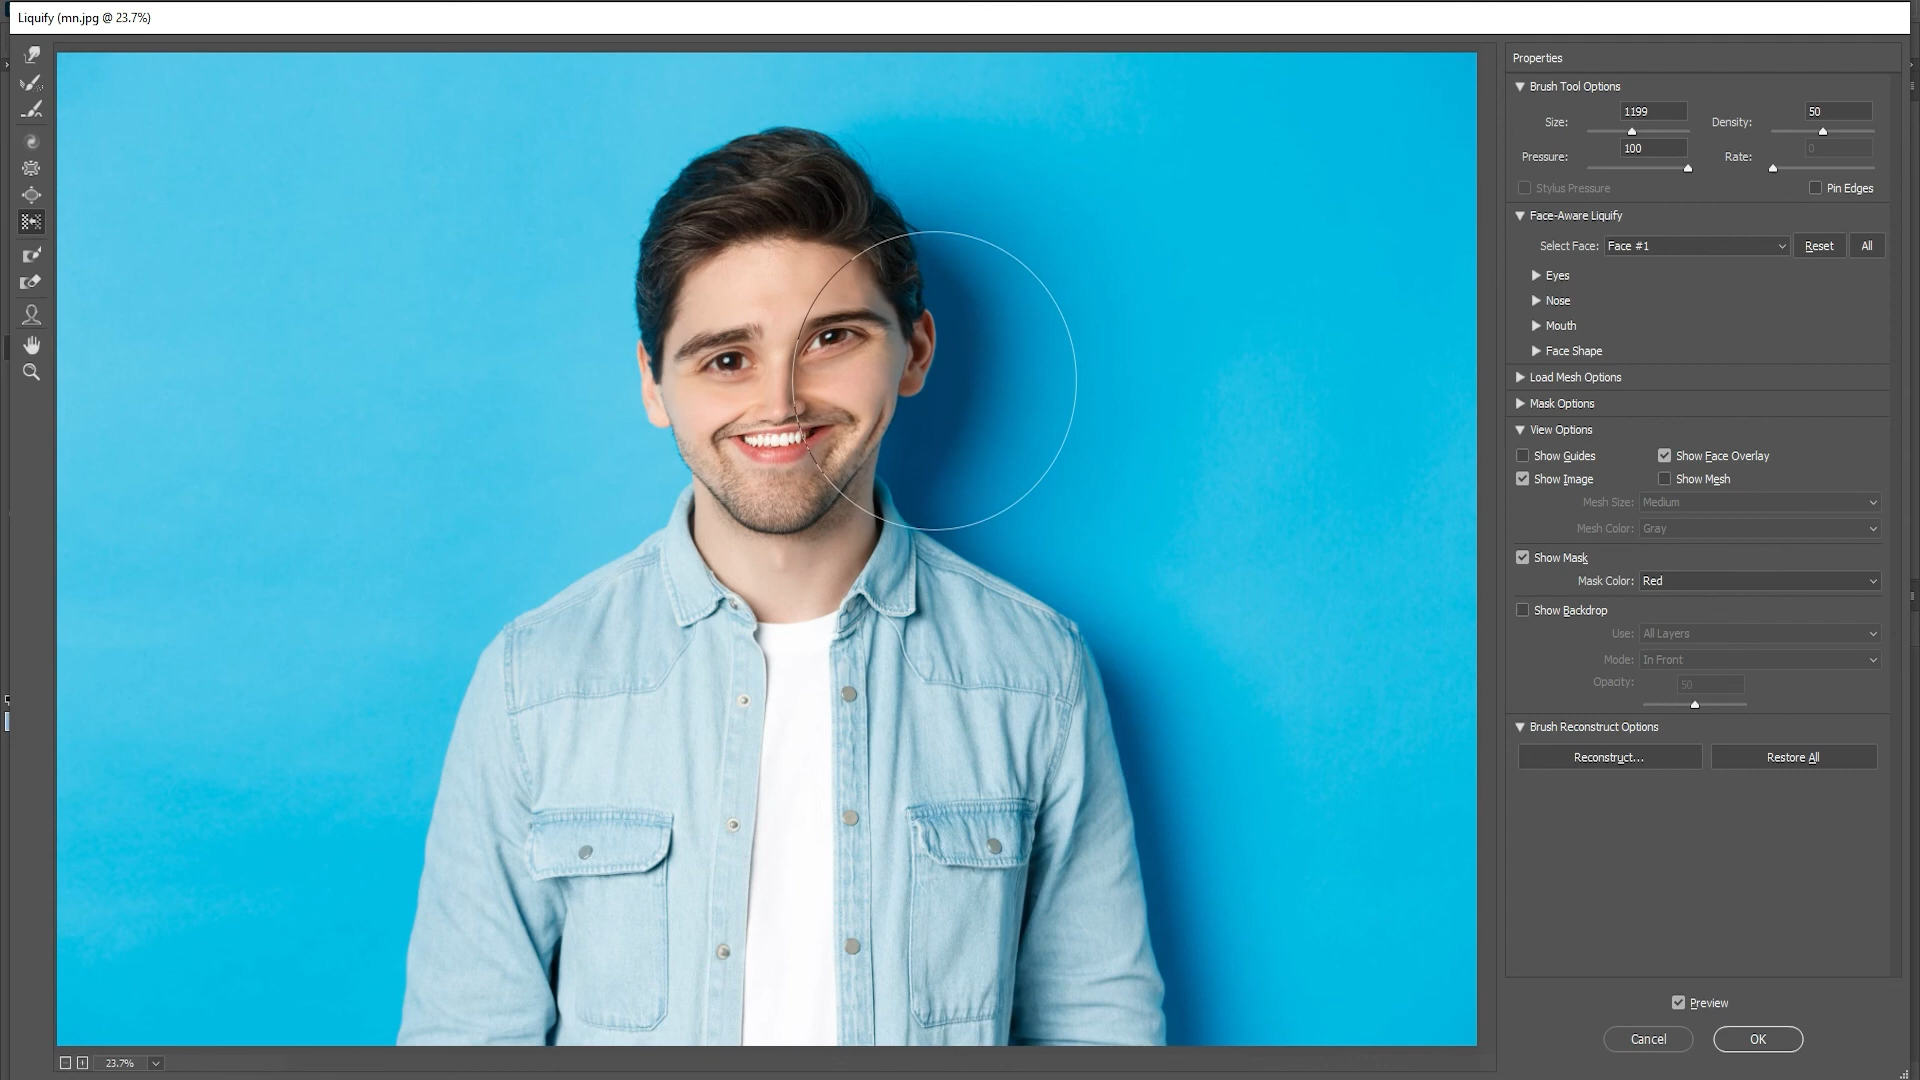 Liquify (mn.jpg @ 23.7%)
Properties
Brush Tool Options
Size: 1199 Density: 50
Pressure: 100 Rate: 0
Stylus Pressure Pin Edges
Face-Aware Liquify
Select Face: Face #1 Reset All
Eyes
Nose
Mouth
Face Shape
Load Mesh Options
Mask Options
View Options
Show Guides Show Face Overlay
Show Image Show Mesh
Mesh Size: Medium
Mesh Color: Gray
Show Mask
Mask Color: Red
Show Backdrop
Use: All Layers
Mode: In Front
Opacity: 50
Brush Reconstruct Options
Reconstruct... Restore All
Preview
Cancel OK
23.7%